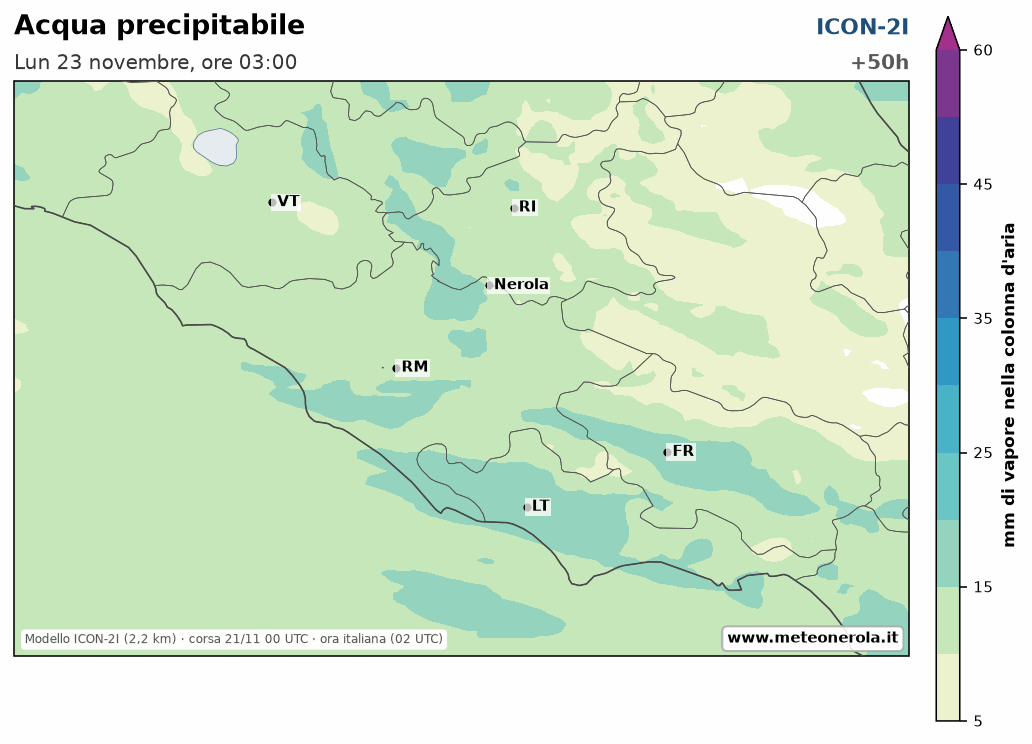 Acqua precipitabile
ICON-2I
Lun 23 novembre, ore 03:00
+50h
60
45
35
25
15
5
mm di vapore nella colonna d'aria
VT
RI
Nerola
RM
FR
LT
Modello ICON-2I (2,2 km) · corsa 21/11 00 UTC · ora italiana (02 UTC)
www.meteonerola.it